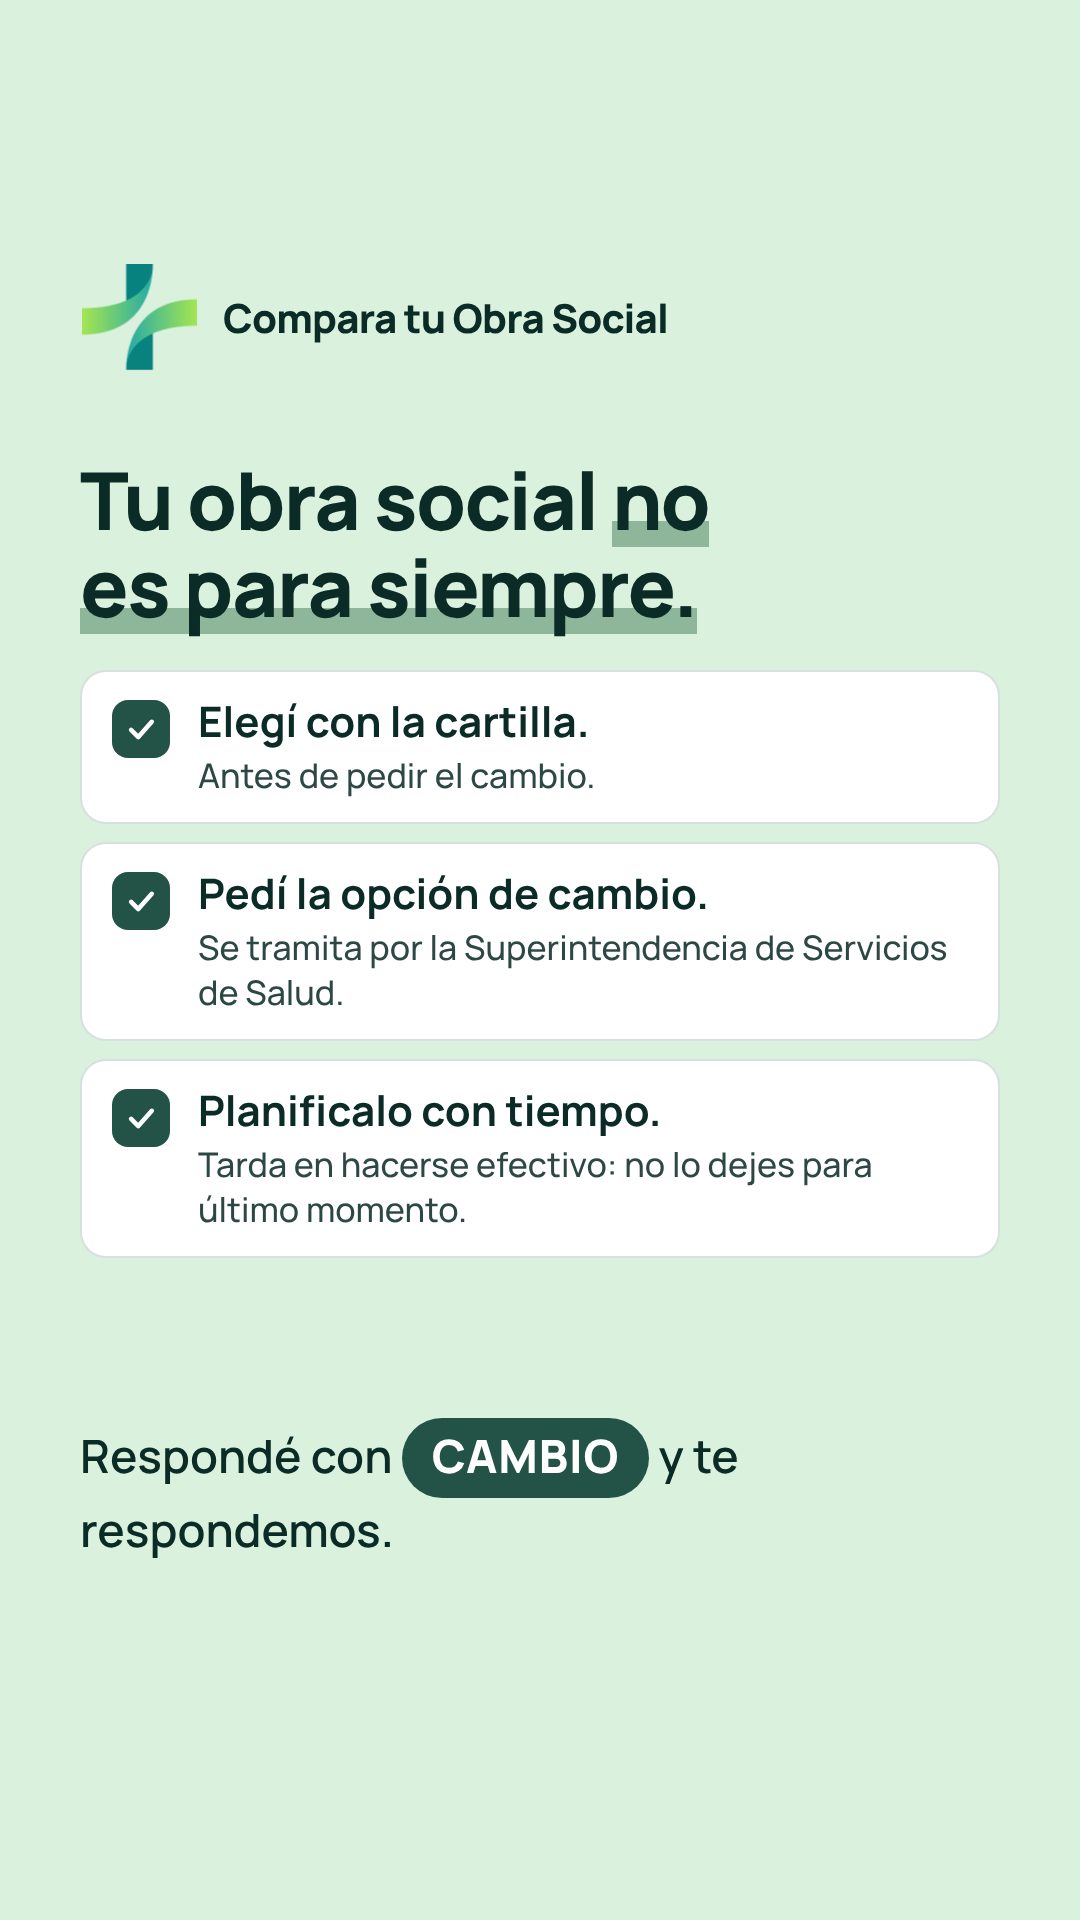 Compara tu Obra Social
Tu obra social no
es para siempre.
Elegí con la cartilla.
Antes de pedir el cambio.
Pedí la opción de cambio.
Se tramita por la Superintendencia de Servicios
de Salud.
Planificalo con tiempo.
Tarda en hacerse efectivo: no lo dejes para
último momento.
Respondé con CAMBIO y te
respondemos.